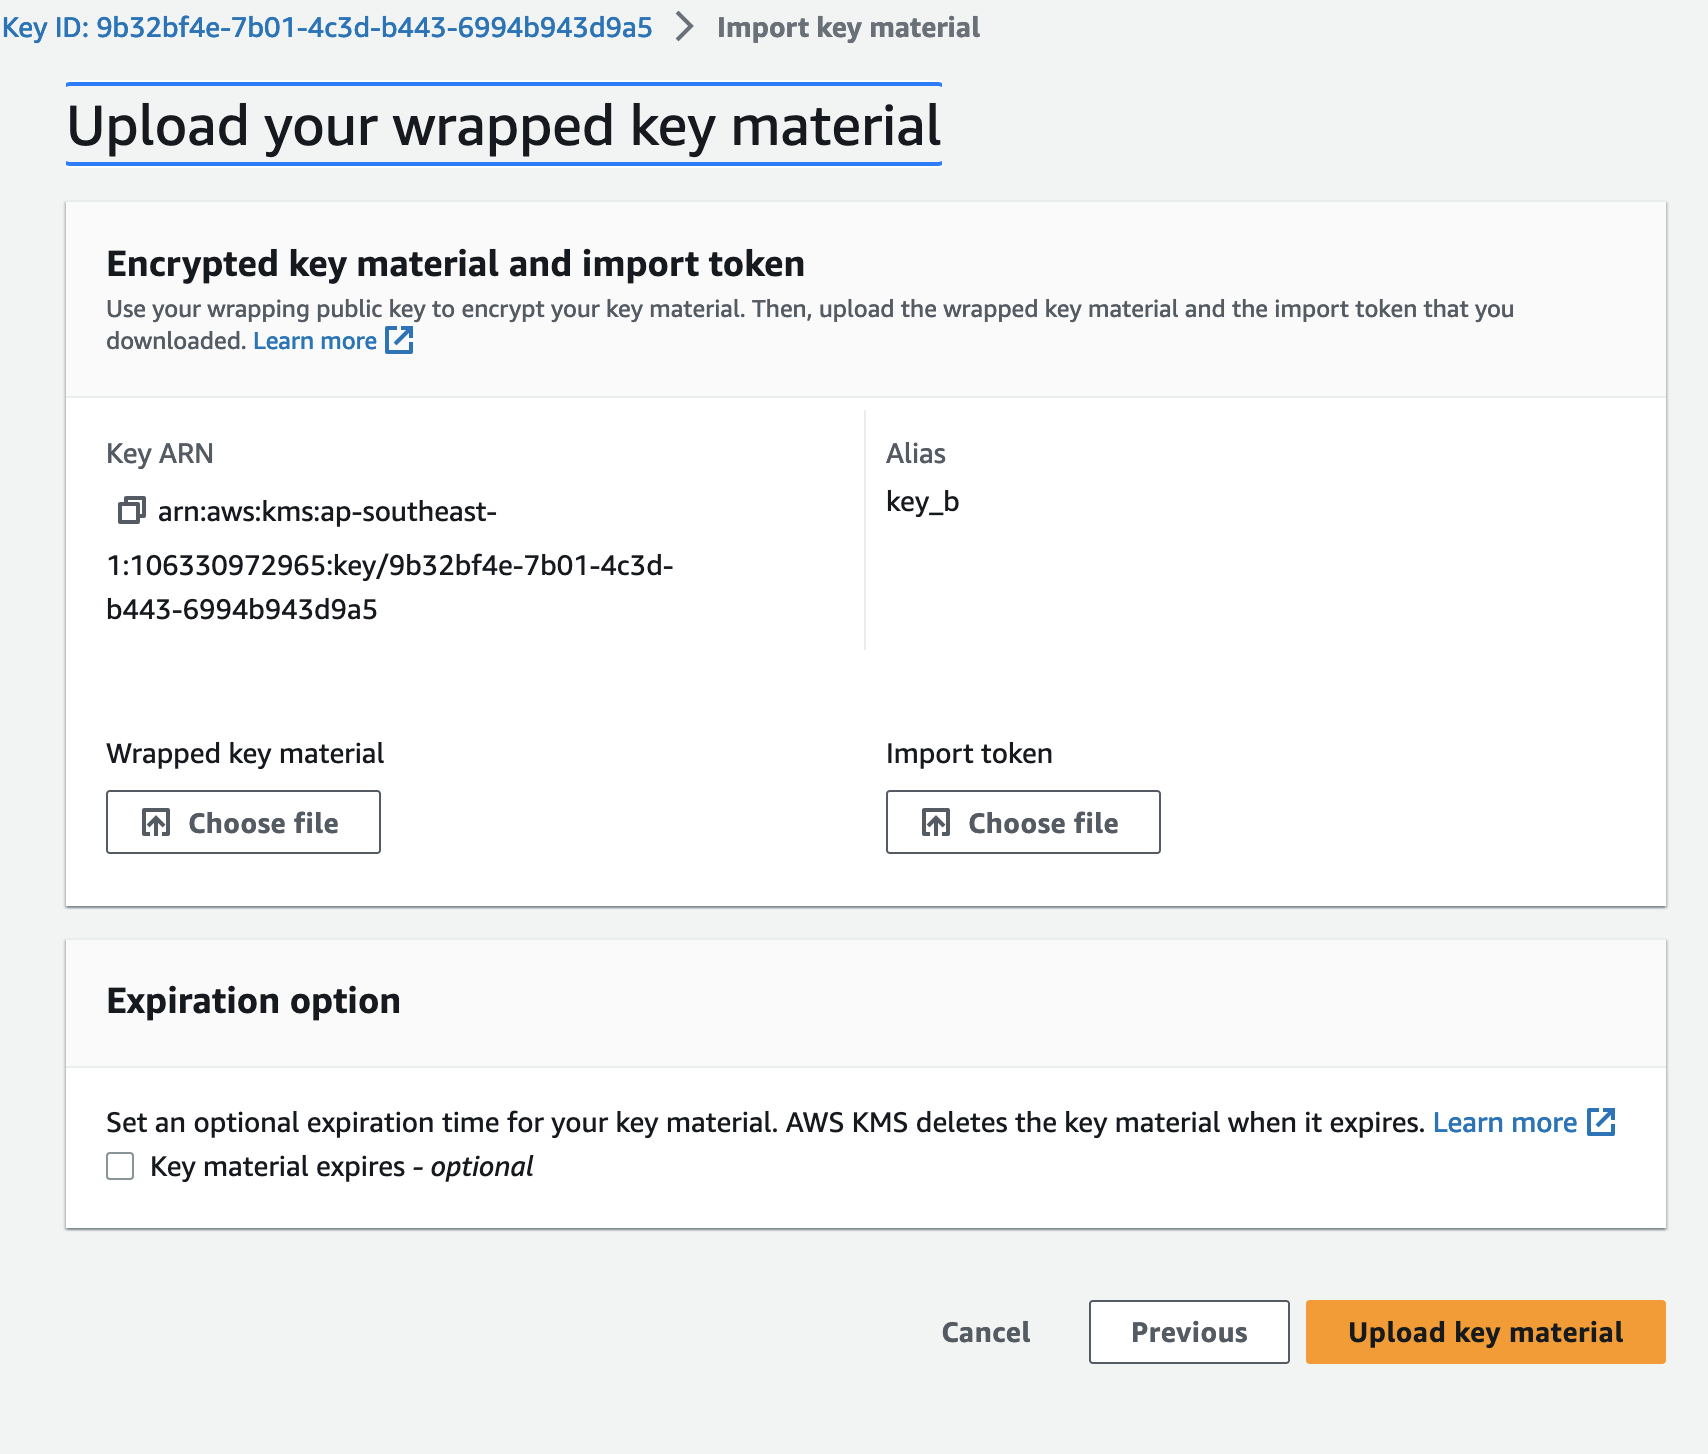 Key ID: 9b32bf4e-7b01-4c3d-b443-6994b943d9a5 > Import key material
Upload your wrapped key material
Encrypted key material and import token
Use your wrapping public key to encrypt your key material. Then, upload the wrapped key material and the import token that you
downloaded. Learn more
Key ARN
arn:aws:kms:ap-southeast-
1:106330972965:key/9b32bf4e-7b01-4c3d-
b443-6994b943d9a5
Alias
key_b
Wrapped key material
Choose file
Import token
Choose file
Expiration option
Set an optional expiration time for your key material. AWS KMS deletes the key material when it expires. Learn more
Key material expires - optional
Cancel
Previous
Upload key material